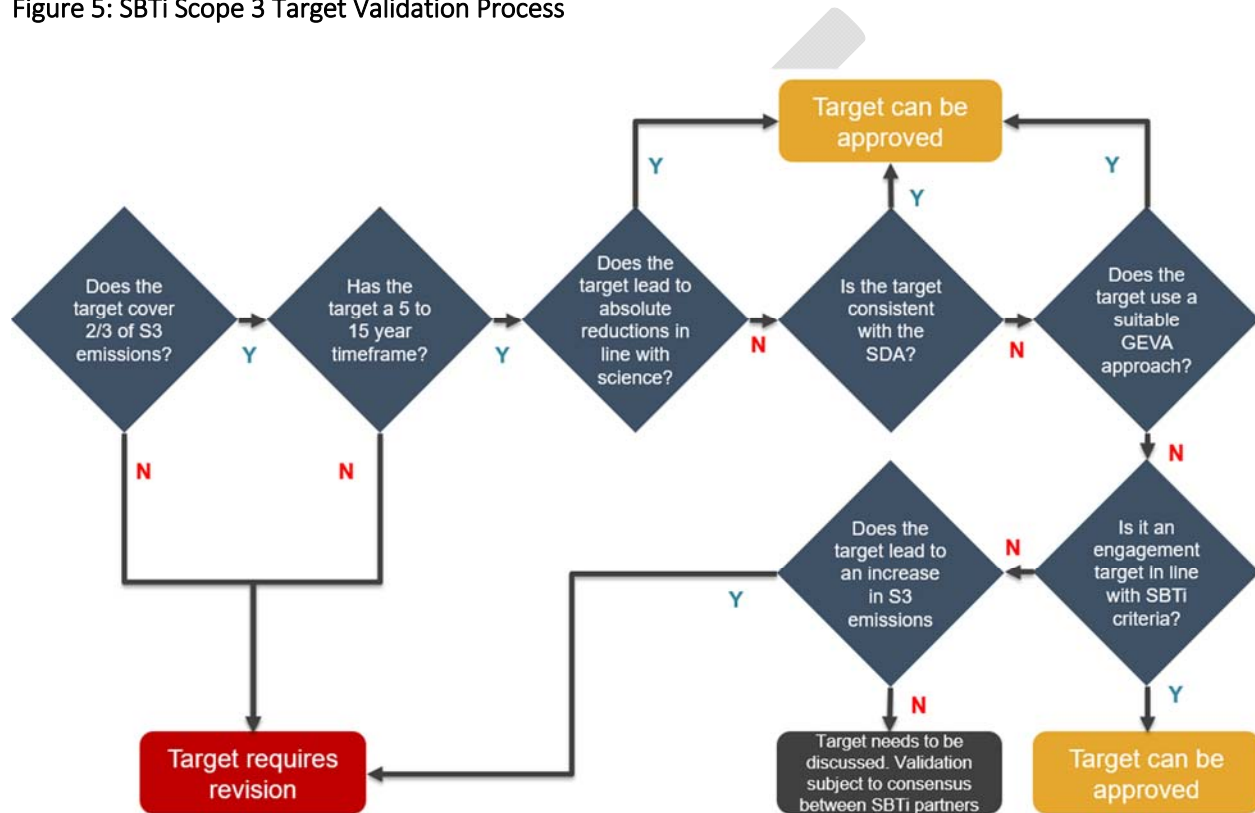 Figure 5: SBTi Scope 3 Target Validation Process
Target can be
approved
Y
Y
Y
Does the
target cover
2/3 of S3
emissions?
Y
Has the
target a 5 to
15 year
timeframe?
Y
Does the
target lead to
absolute
reductions in
line with
science?
N
Is the target
consistent
with the
SDA?
N
Does the
target use a
suitable
GEVA
approach?
N
N
N
Does the
target lead to
an increase
in S3
emissions
N
Is it an
engagement
target in line
with SBTi
criteria?
Y
N
Y
Target requires
revision
Target needs to be
discussed. Validation
subject to consensus
between SBTi partners
Target can be
approved